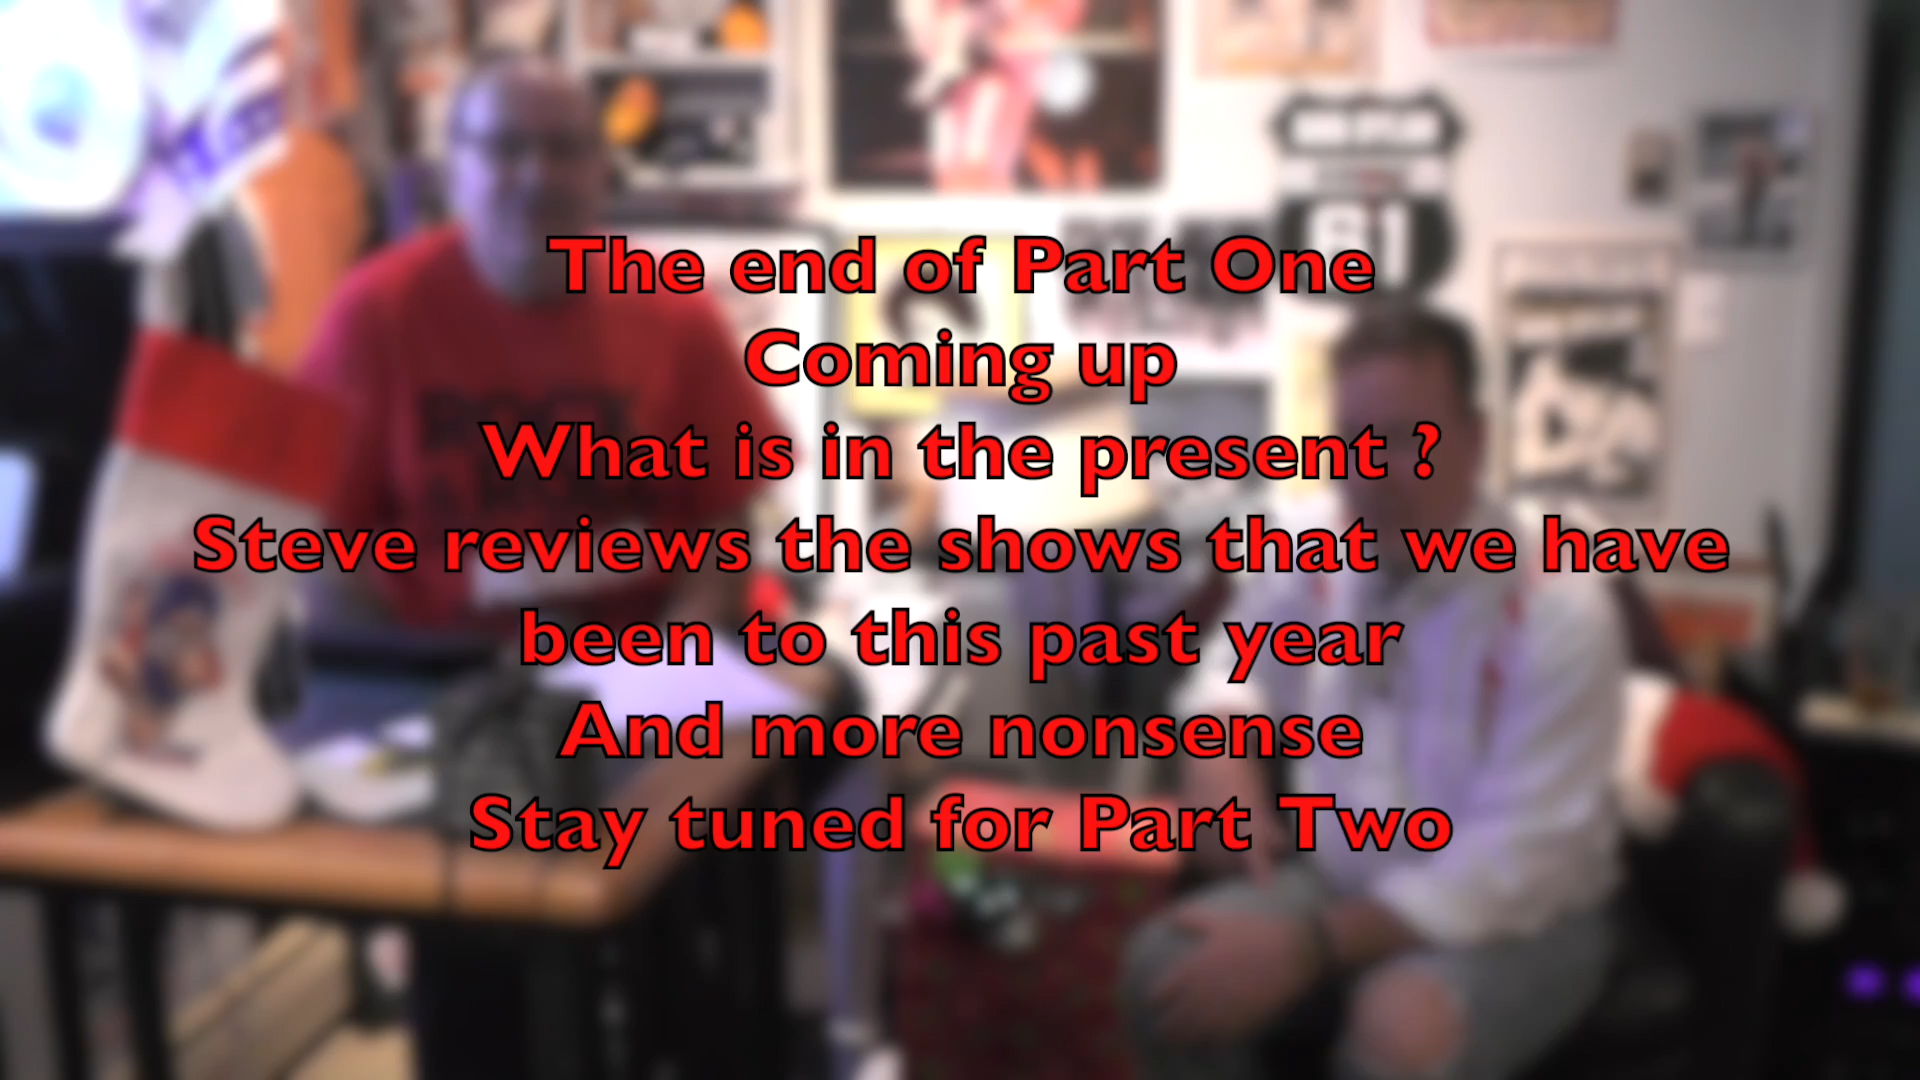 The end of Part One
Coming up
What is in the present ?
Steve reviews the shows that we have
been to this past year
And more nonsense
Stay tuned for Part Two
61